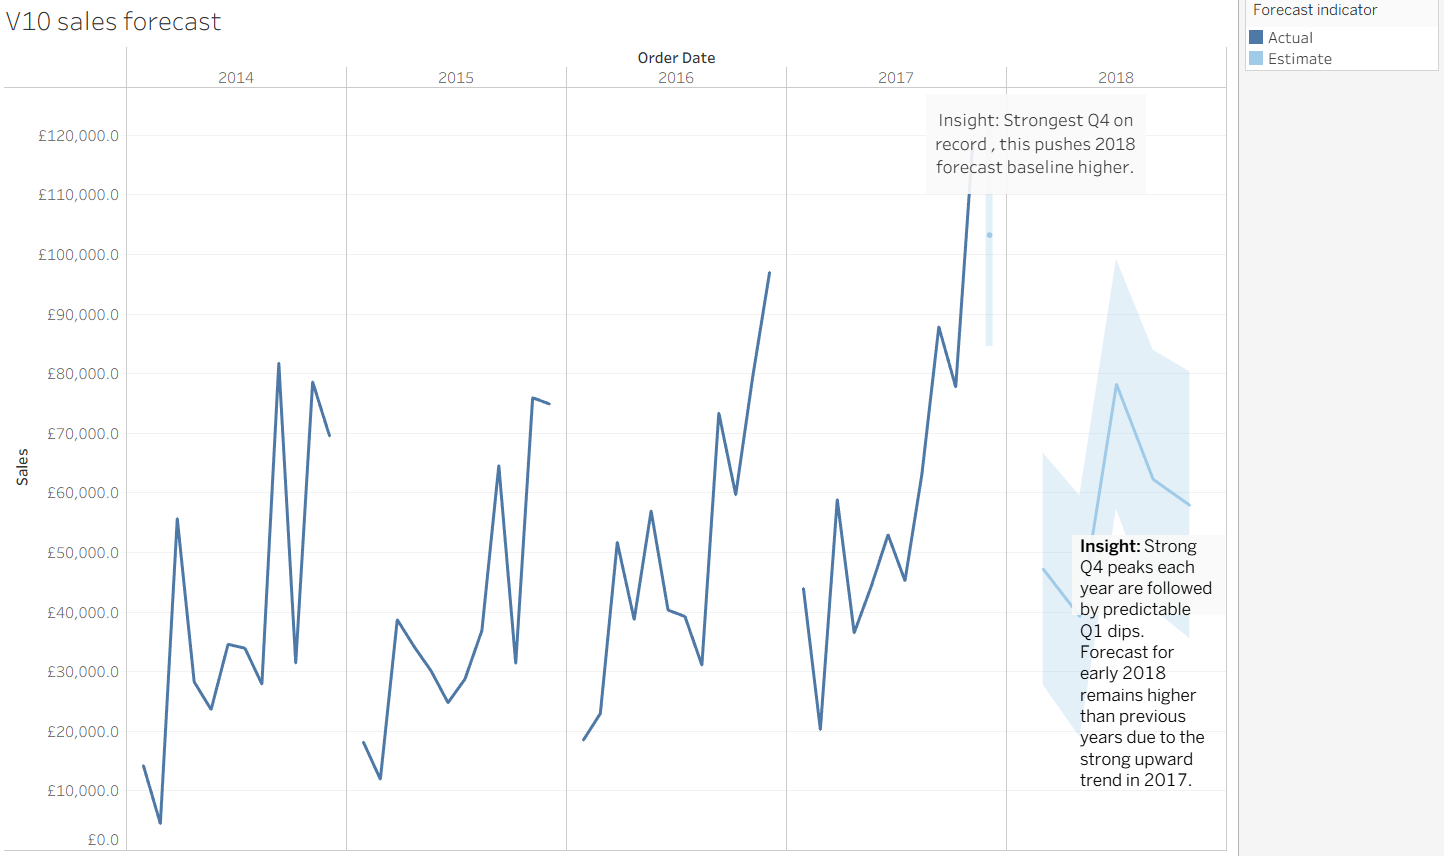 V10 sales forecast
Forecast indicator
Actual
Estimate
Order Date
2014
2015
2016
2017
2018
Sales
£120,000.0
£110,000.0
£100,000.0
£90,000.0
£80,000.0
£70,000.0
£60,000.0
£50,000.0
£40,000.0
£30,000.0
£20,000.0
£10,000.0
£0.0
Insight: Strongest Q4 on
record , this pushes 2018
forecast baseline higher.
Insight: Strong
Q4 peaks each
year are followed
by predictable
Q1 dips.
Forecast for
early 2018
remains higher
than previous
years due to the
strong upward
trend in 2017.